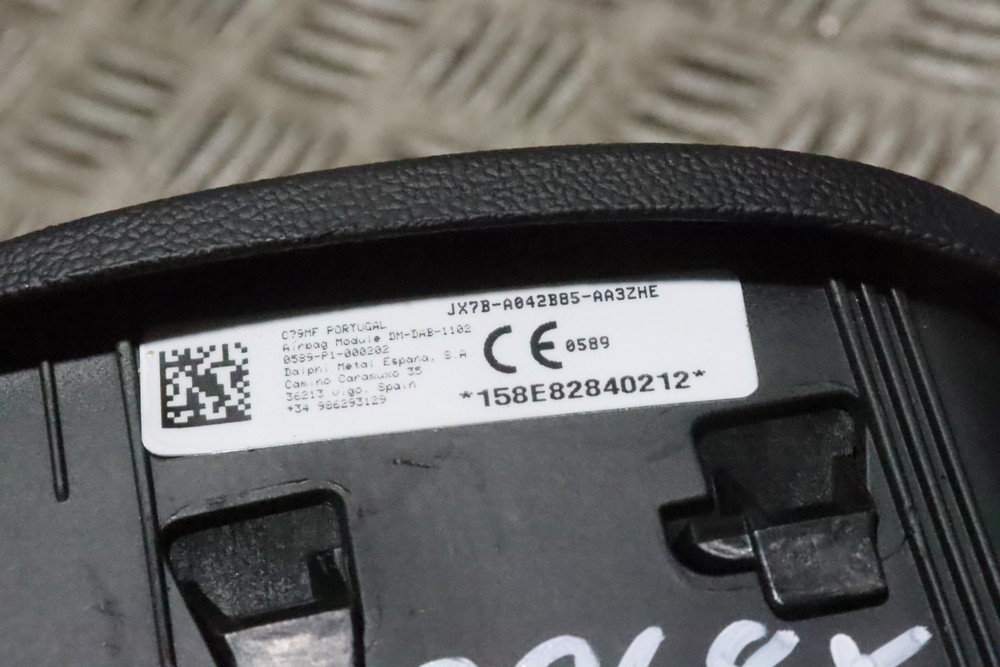 JX7B-A042B85-AA3ZHE
C79MF PORTUGAL
Airbag Module DM-DAB-1102
0589-P1-000202
Dalphi Metal Espana, S.A
Camino Caramuxo 35
36213 Vigo, Spain
+34 986293129
CE 0589
*158E82840212*